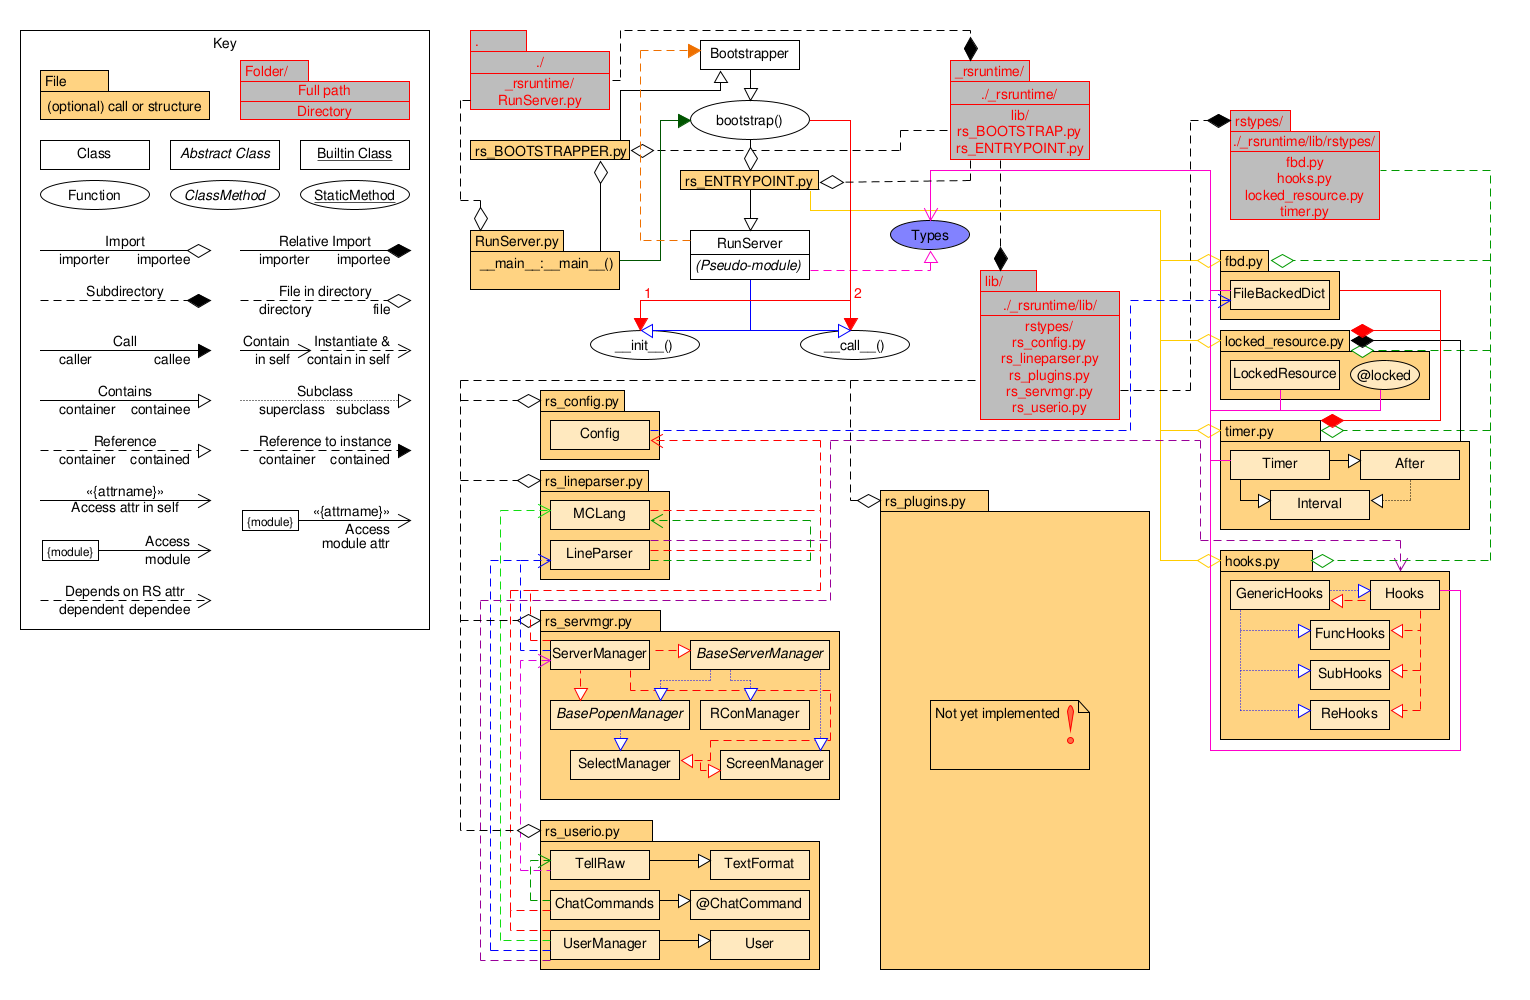 Key
File
(optional) call or structure
Folder/
Full path
Directory
Class
Abstract Class
Builtin Class
Function
ClassMethod
StaticMethod
Import
importer importee
Relative Import
importer importee
Subdirectory
File in directory
directory file
Call
caller callee
Contain
in self
Instantiate &
contain in self
Contains
container containee
Subclass
superclass subclass
Reference
container contained
Reference to instance
container contained
«{attrname}»
Access attr in self
{module}
«{attrname}»
Access
module attr
{module}
Access
module
Depends on RS attr
dependent dependee
.
./
_rsruntime/
RunServer.py
rs_BOOTSTRAPPER.py
RunServer.py
__main__:__main__()
Bootstrapper
bootstrap()
rs_ENTRYPOINT.py
RunServer
(Pseudo-module)
1
2
__init__()
__call__()
Types
_rsruntime/
./_rsruntime/
lib/
rs_BOOTSTRAP.py
rs_ENTRYPOINT.py
lib/
./_rsruntime/lib/
rstypes/
rs_config.py
rs_lineparser.py
rs_plugins.py
rs_servmgr.py
rs_userio.py
rstypes/
./_rsruntime/lib/rstypes/
fbd.py
hooks.py
locked_resource.py
timer.py
fbd.py
FileBackedDict
locked_resource.py
LockedResource
@locked
timer.py
Timer
After
Interval
hooks.py
GenericHooks
Hooks
FuncHooks
SubHooks
ReHooks
rs_config.py
Config
rs_lineparser.py
MCLang
LineParser
rs_servmgr.py
ServerManager
BaseServerManager
BasePopenManager
RConManager
SelectManager
ScreenManager
rs_userio.py
TellRaw
TextFormat
ChatCommands
@ChatCommand
UserManager
User
rs_plugins.py
Not yet implemented